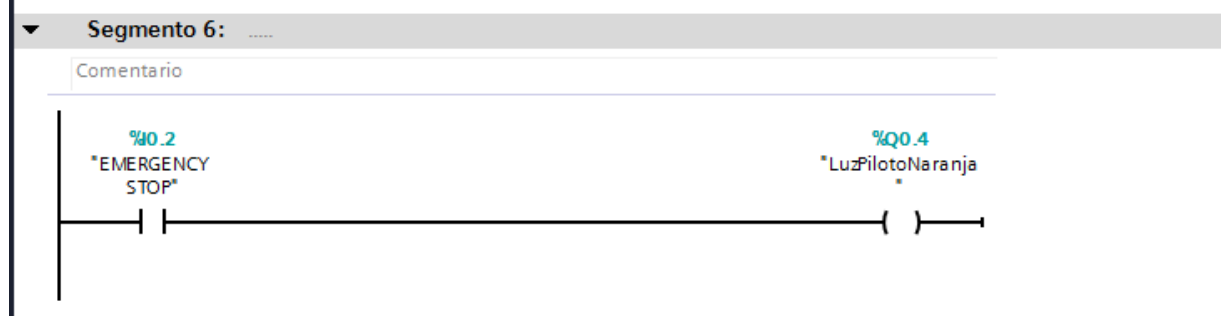 Segmento 6: .....
Comentario
%I0.2
"EMERGENCY
STOP"
%Q0.4
"LuzPilotoNaranja
"